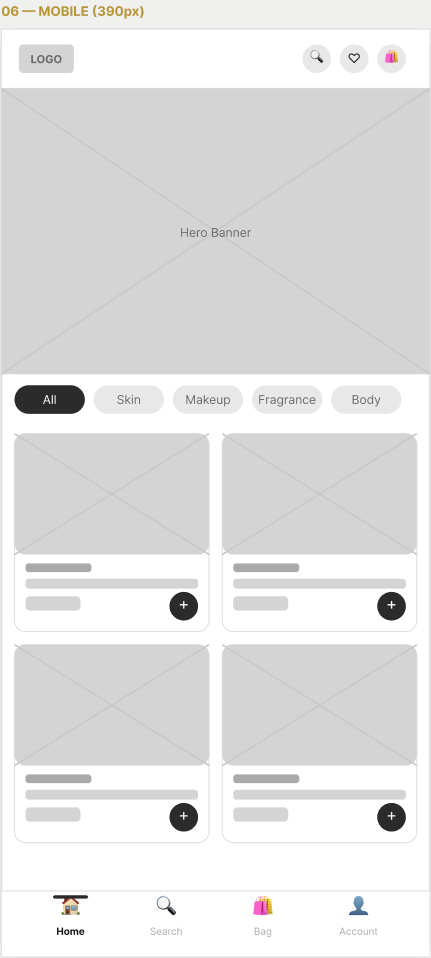 06 — MOBILE (390px)
LOGO
Hero Banner
All Skin Makeup Fragrance Body
+ +
+ +
Home Search Bag Account